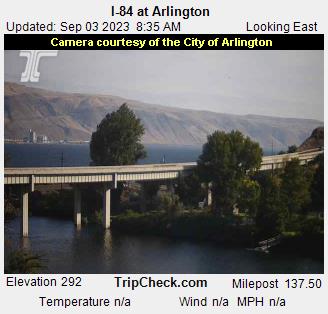 I-84 at Arlington
Updated: Sep 03 2023 8:35 AM Looking East
Camera courtesy of the City of Arlington
Elevation 292 TripCheck.com Milepost 137.50
Temperature n/a Wind n/a MPH n/a